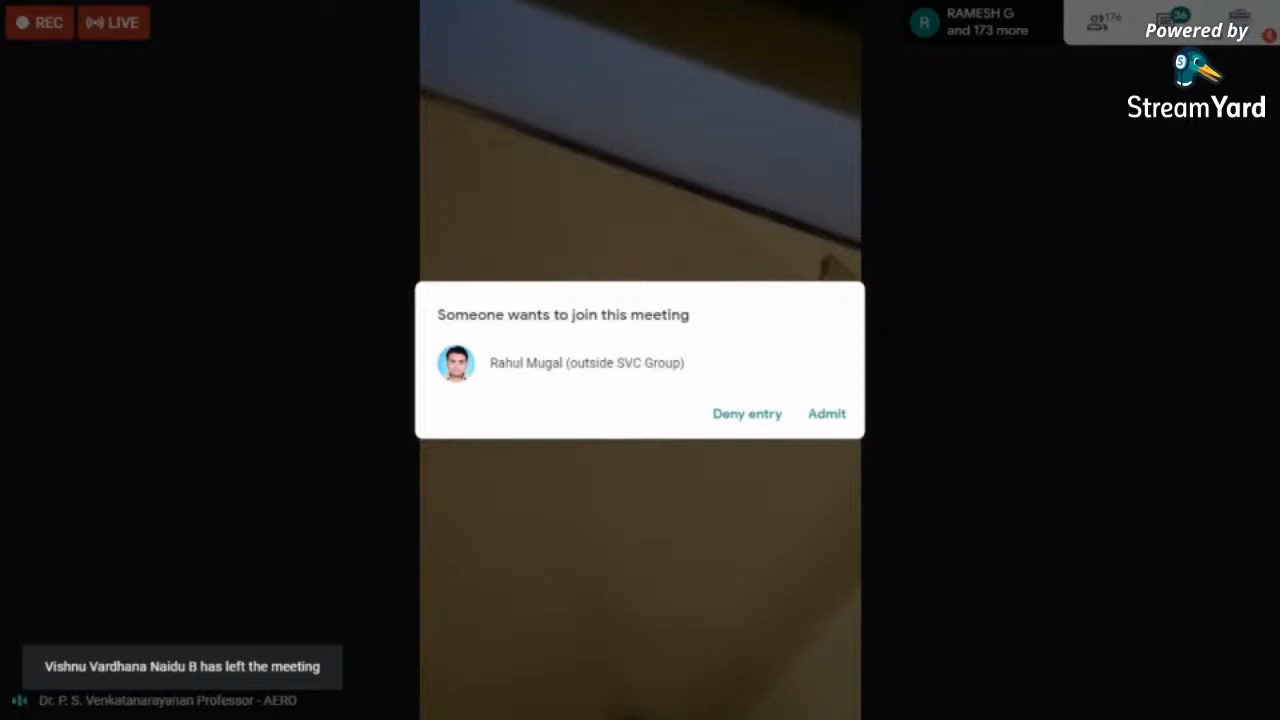 REC
LIVE
R
RAMESH G
and 173 more
176
36
Powered by
S
StreamYard
Someone wants to join this meeting
Rahul Mugal (outside SVC Group)
Deny entry
Admit
Vishnu Vardhana Naidu B has left the meeting
Dr. P. S. Venkatanarayanan Professor - AERO